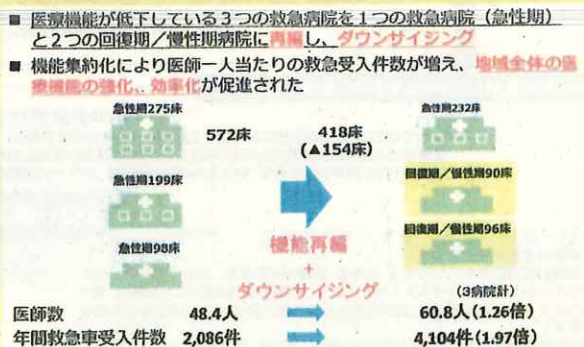 ■ 医療機能が低下している3つの救急病院を1つの救急病院（急性期）
と2つの回復期／慢性期病院に再編し、ダウンサイジング
■ 機能集約化により医師一人当たりの救急受入件数が増え、地域全体の医
療機能の強化、効率化が促進された
急性期275床
572床
418床
(▲154床)
急性期232床
急性期199床
回復期／慢性期90床
急性期98床
機能再編
+
ダウンサイジング
回復期／慢性期96床
(3病院計)
医師数 48.4人 60.8人(1.26倍)
年間救急車受入件数 2,086件 4,104件(1.97倍)